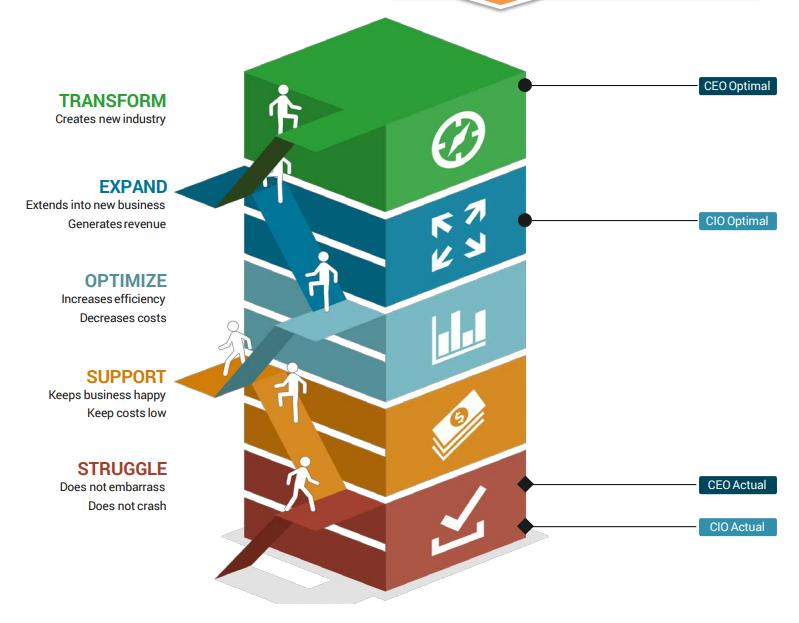 TRANSFORM
Creates new industry
EXPAND
Extends into new business
Generates revenue
OPTIMIZE
Increases efficiency
Decreases costs
SUPPORT
Keeps business happy
Keep costs low
STRUGGLE
Does not embarrass
Does not crash
$
CEO Optimal
CIO Optimal
CEO Actual
CIO Actual